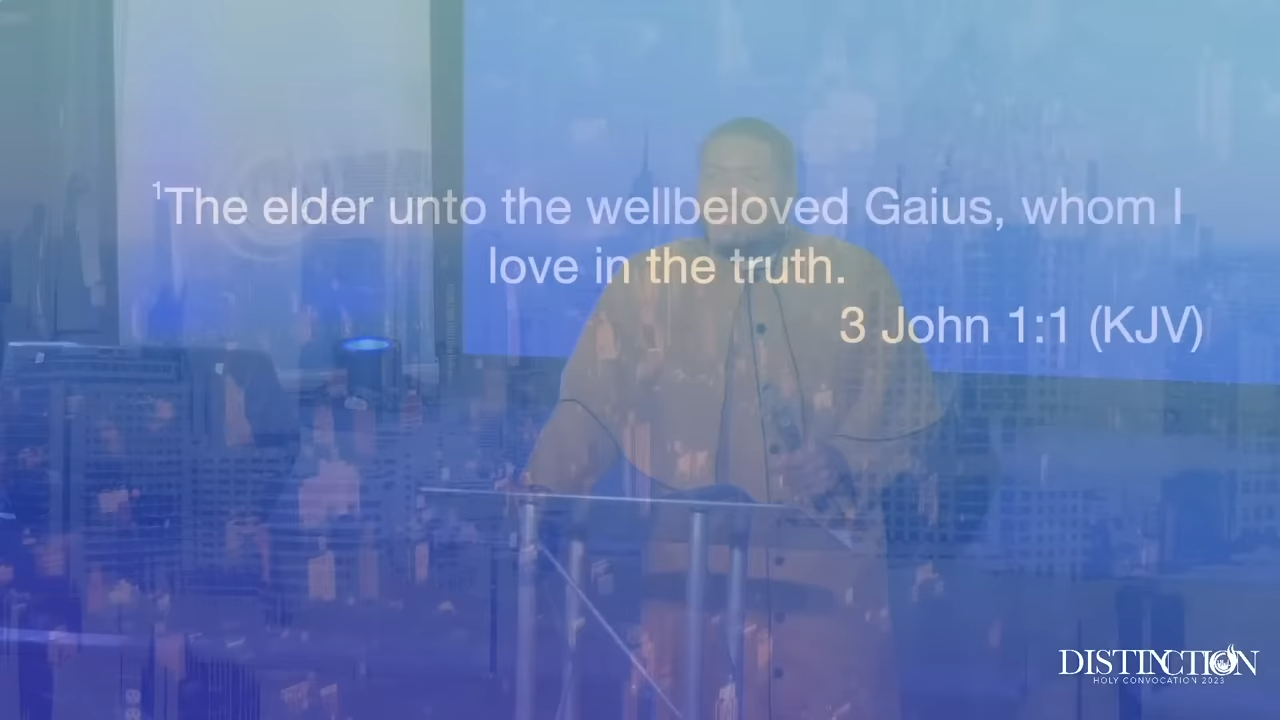 ¹The elder unto the wellbeloved Gaius, whom I
love in the truth.
3 John 1:1 (KJV)
DISTINCTION
HOLY CONVOCATION 2023